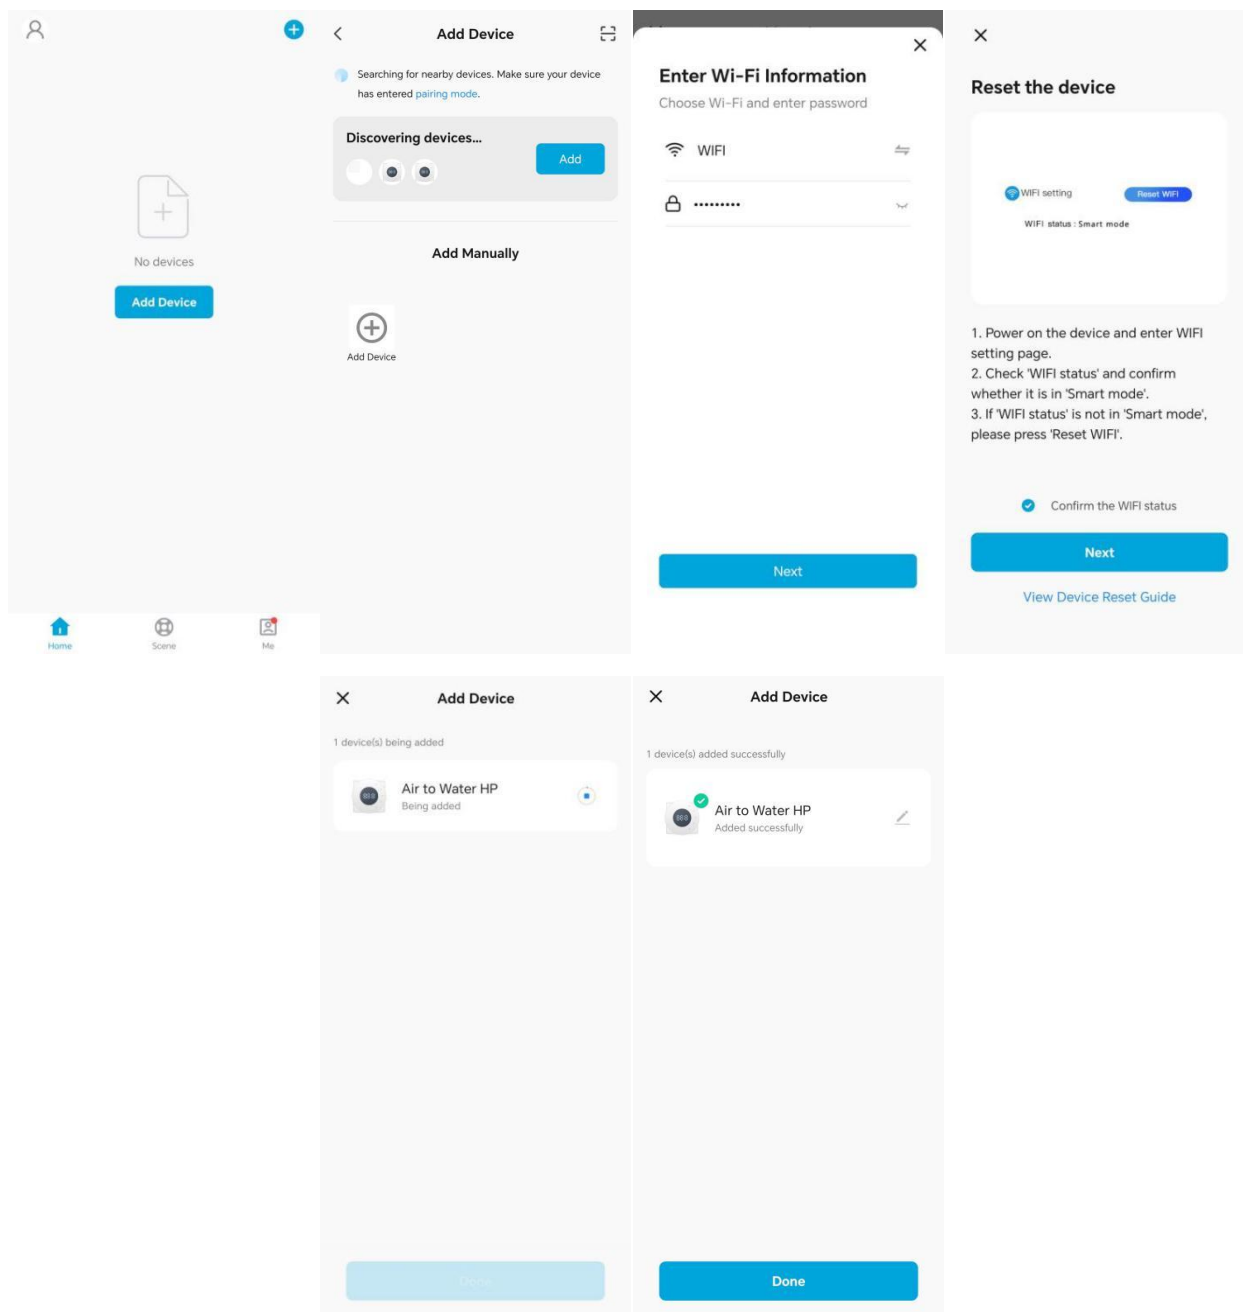 No devices
Add Device
Home
Scene
Me
Add Device
Searching for nearby devices. Make sure your device
has entered pairing mode.
Discovering devices...
Add
Add Manually
Add Device
Enter Wi-Fi Information
Choose Wi-Fi and enter password
WIFI
•••••••••
Next
Reset the device
WIFI setting
Reset WIFI
WIFI status : Smart mode
1. Power on the device and enter WIFI
setting page.
2. Check 'WIFI status' and confirm
whether it is in 'Smart mode'.
3. If 'WIFI status' is not in 'Smart mode',
please press 'Reset WIFI'.
Confirm the WIFI status
Next
View Device Reset Guide
Add Device
1 device(s) being added
Air to Water HP
Being added
Done
Add Device
1 device(s) added successfully
Air to Water HP
Added successfully
Done